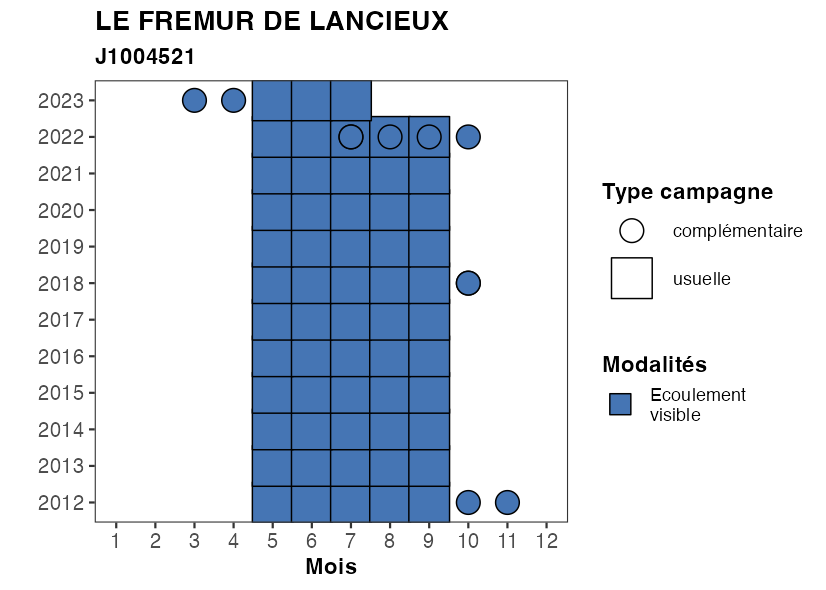 LE FREMUR DE LANCIEUX
J1004521
2023
2022
2021
2020
2019
2018
2017
2016
2015
2014
2013
2012
1 2 3 4 5 6 7 8 9 10 11 12
Mois
Type campagne
complémentaire
usuelle
Modalités
Ecoulement
visible